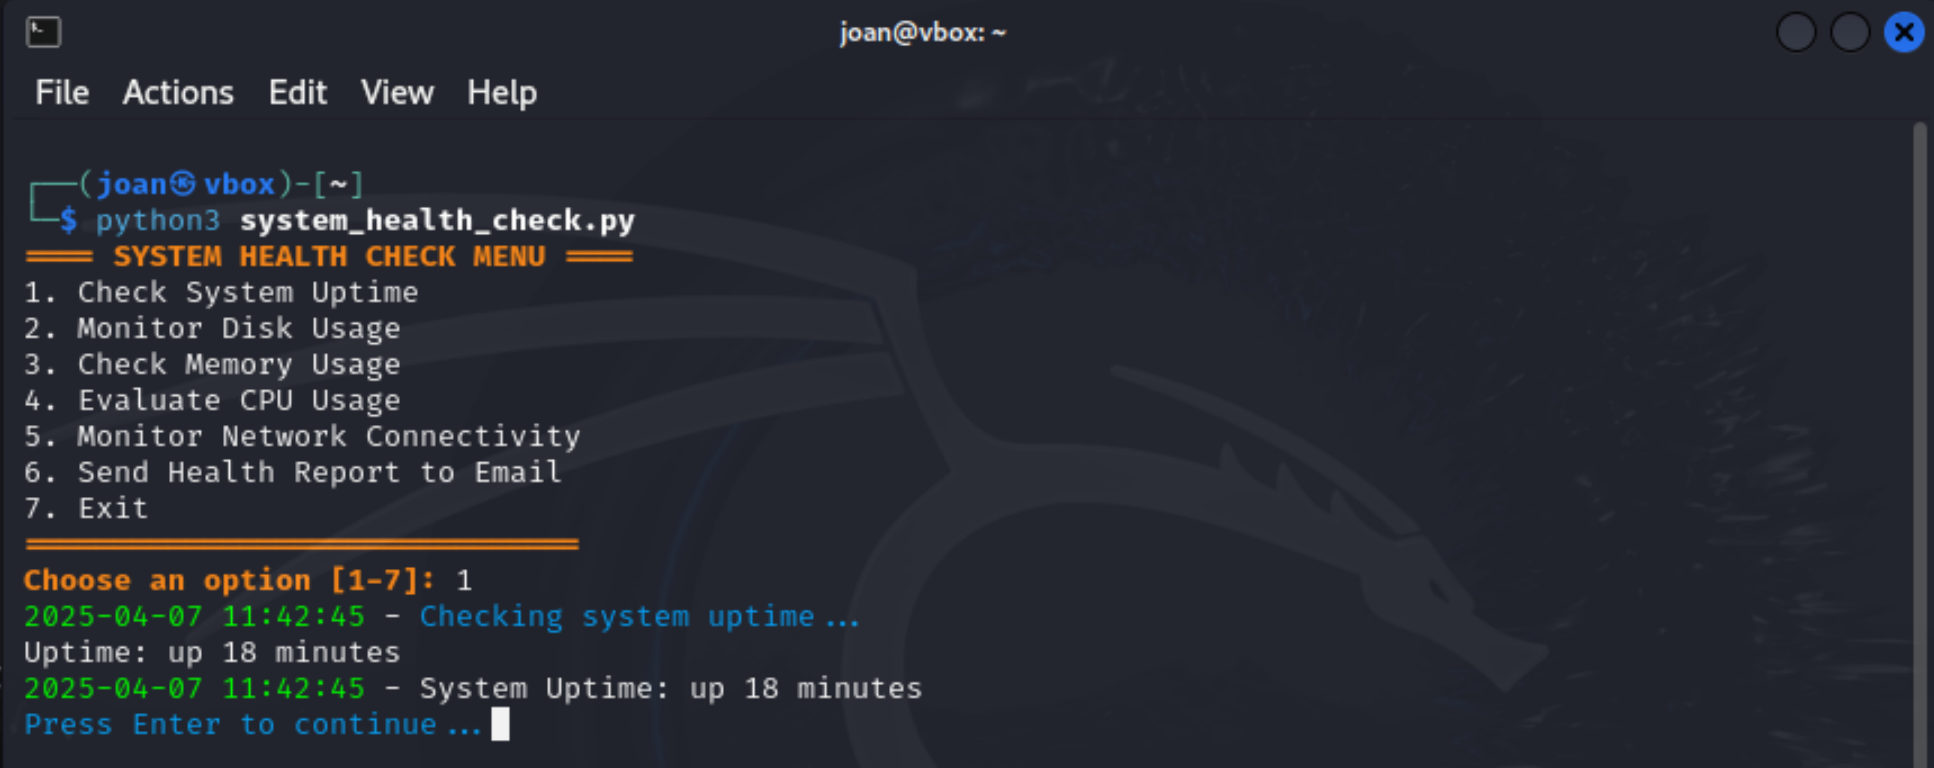 joan@vbox: ~
File Actions Edit View Help
┌──(joan㉿vbox)-[~]
└─$ python3 system_health_check.py
==== SYSTEM HEALTH CHECK MENU ====
1. Check System Uptime
2. Monitor Disk Usage
3. Check Memory Usage
4. Evaluate CPU Usage
5. Monitor Network Connectivity
6. Send Health Report to Email
7. Exit
===============================
Choose an option [1-7]: 1
2025-04-07 11:42:45 - Checking system uptime...
Uptime: up 18 minutes
2025-04-07 11:42:45 - System Uptime: up 18 minutes
Press Enter to continue...